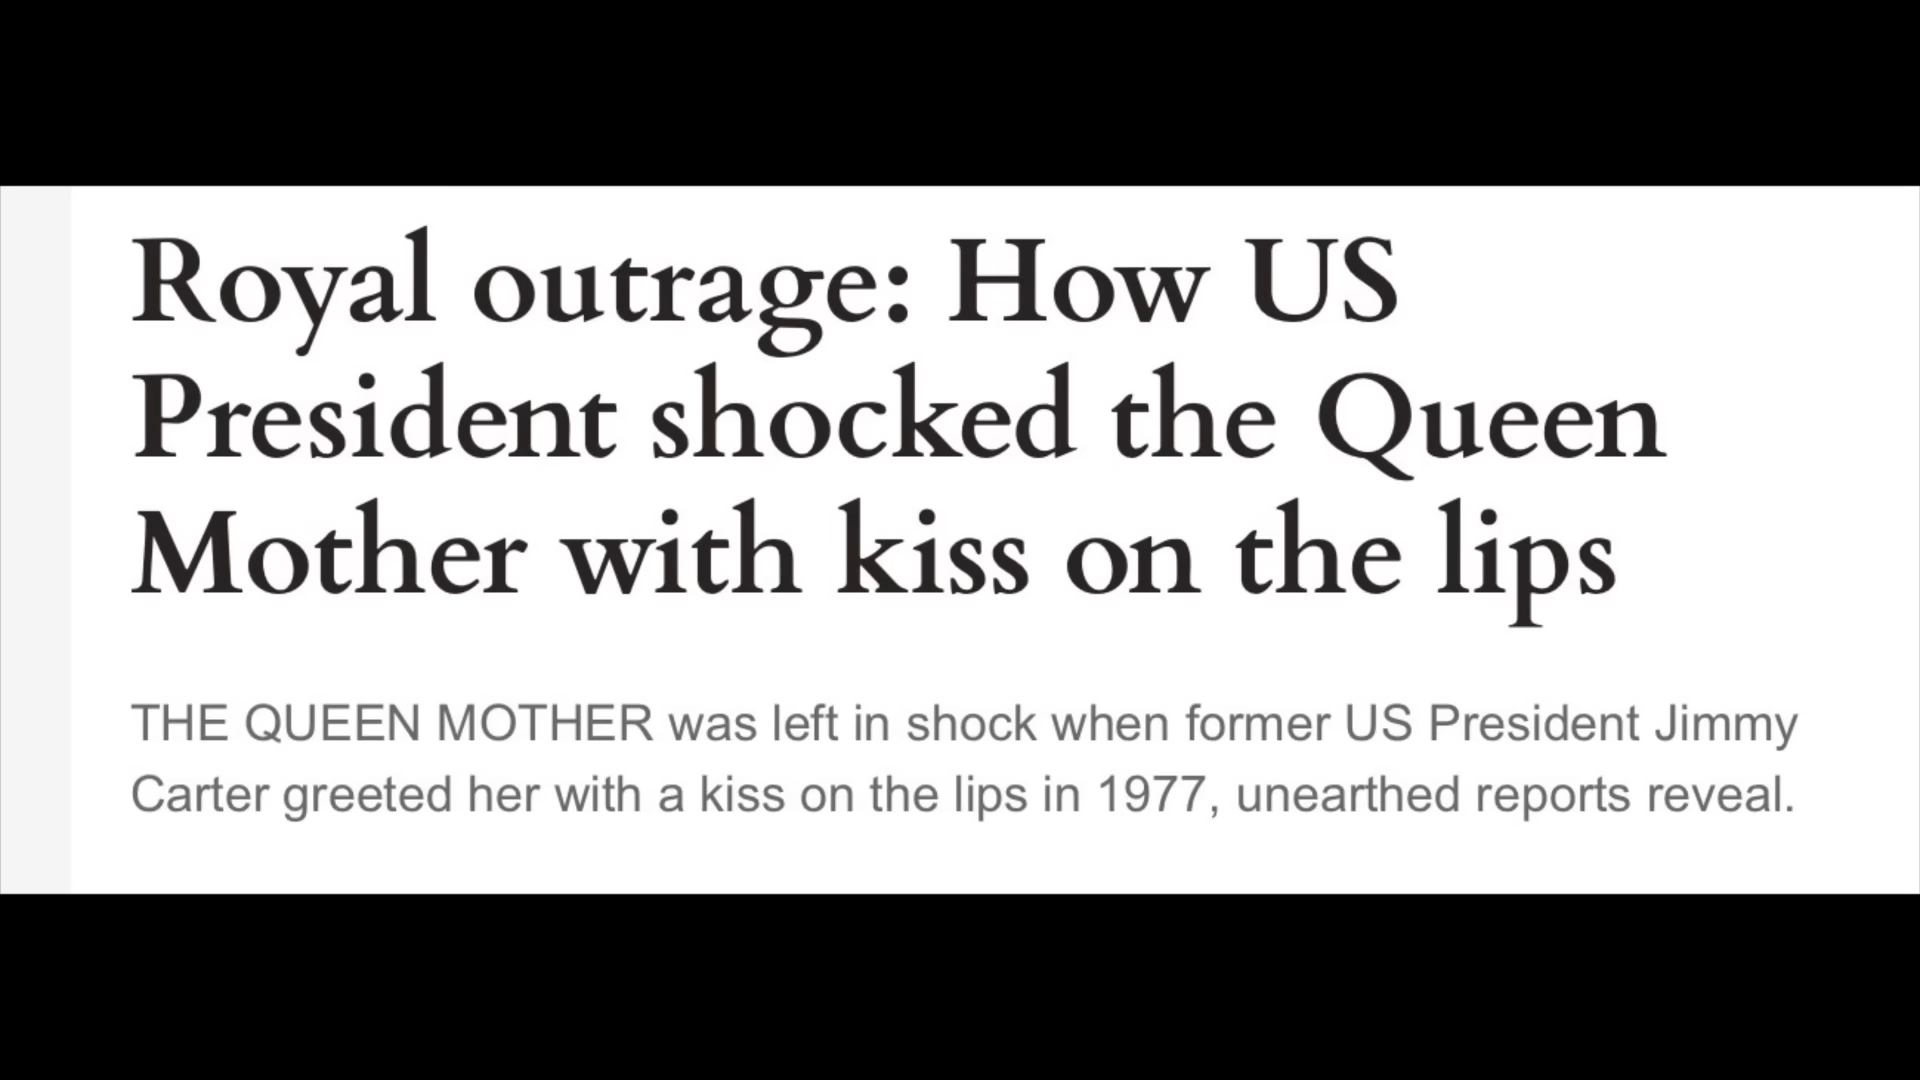 Royal outrage: How US
President shocked the Queen
Mother with kiss on the lips
THE QUEEN MOTHER was left in shock when former US President Jimmy
Carter greeted her with a kiss on the lips in 1977, unearthed reports reveal.